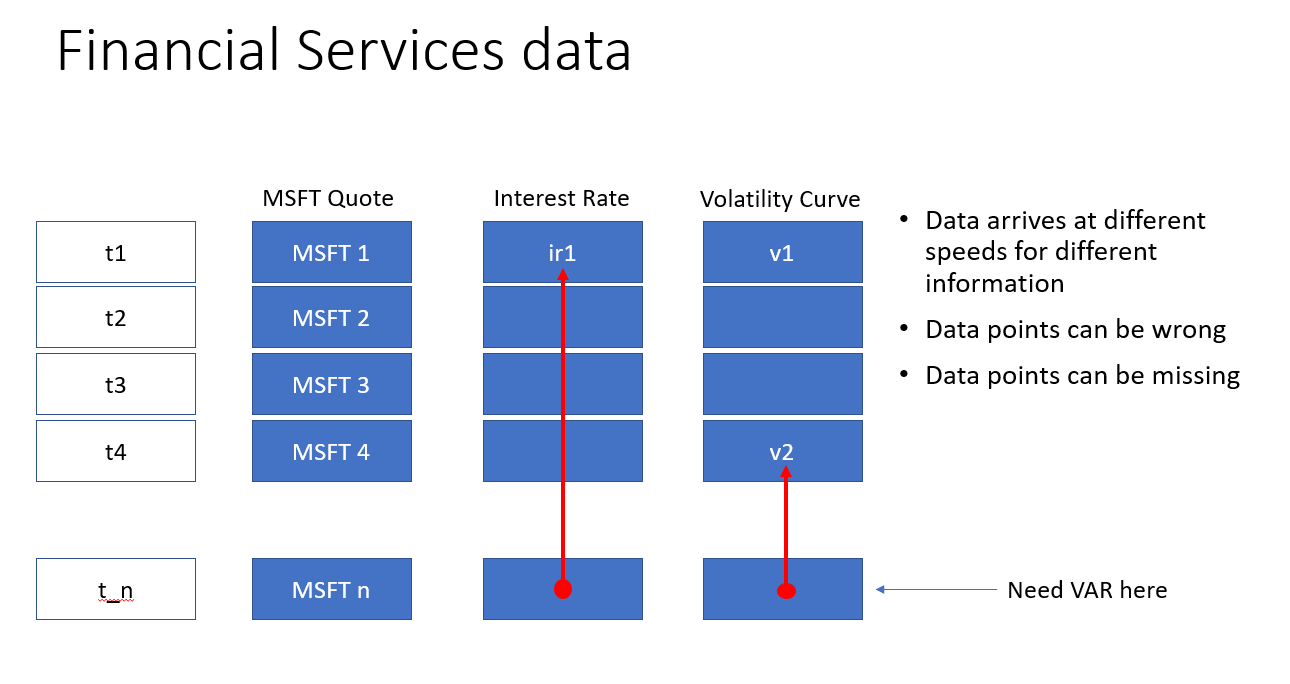 Financial Services data
MSFT Quote
Interest Rate
Volatility Curve
t1
MSFT 1
ir1
v1
t2
MSFT 2
t3
MSFT 3
t4
MSFT 4
v2
t_n
MSFT n
Need VAR here
• Data arrives at different
speeds for different
information
• Data points can be wrong
• Data points can be missing